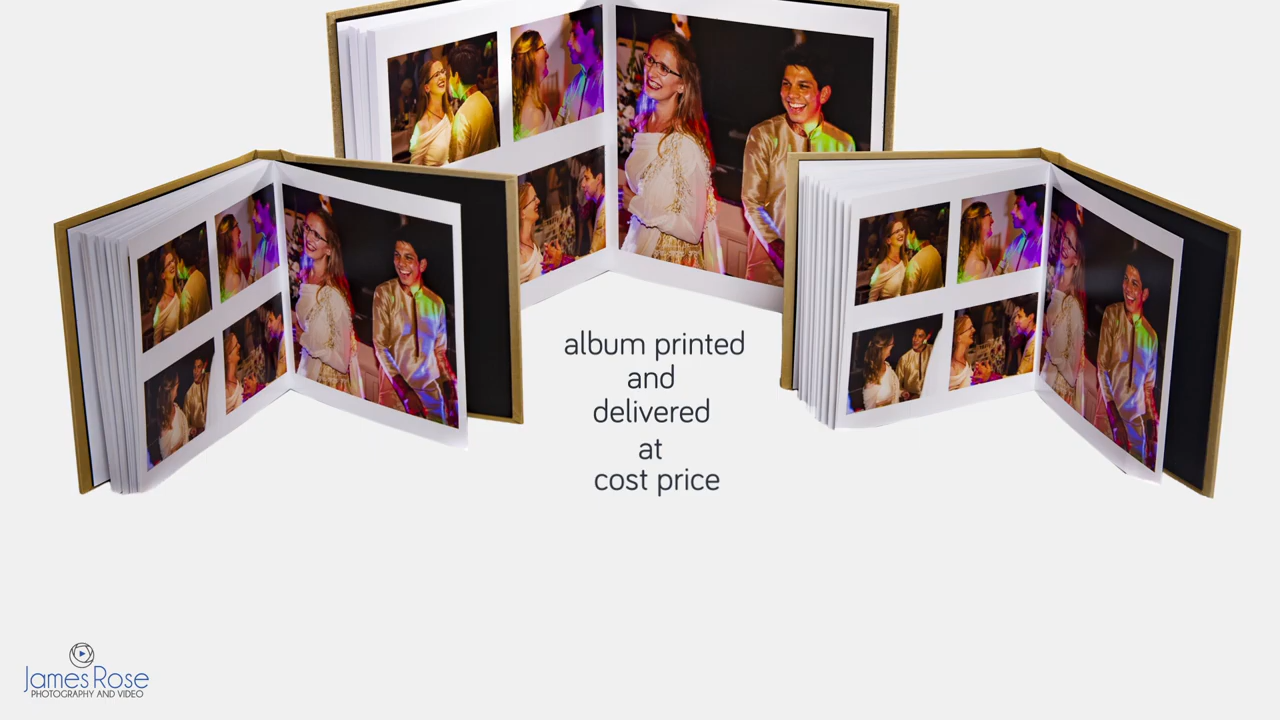 album printed
and
delivered
at
cost price
James Rose
PHOTOGRAPHY AND VIDEO